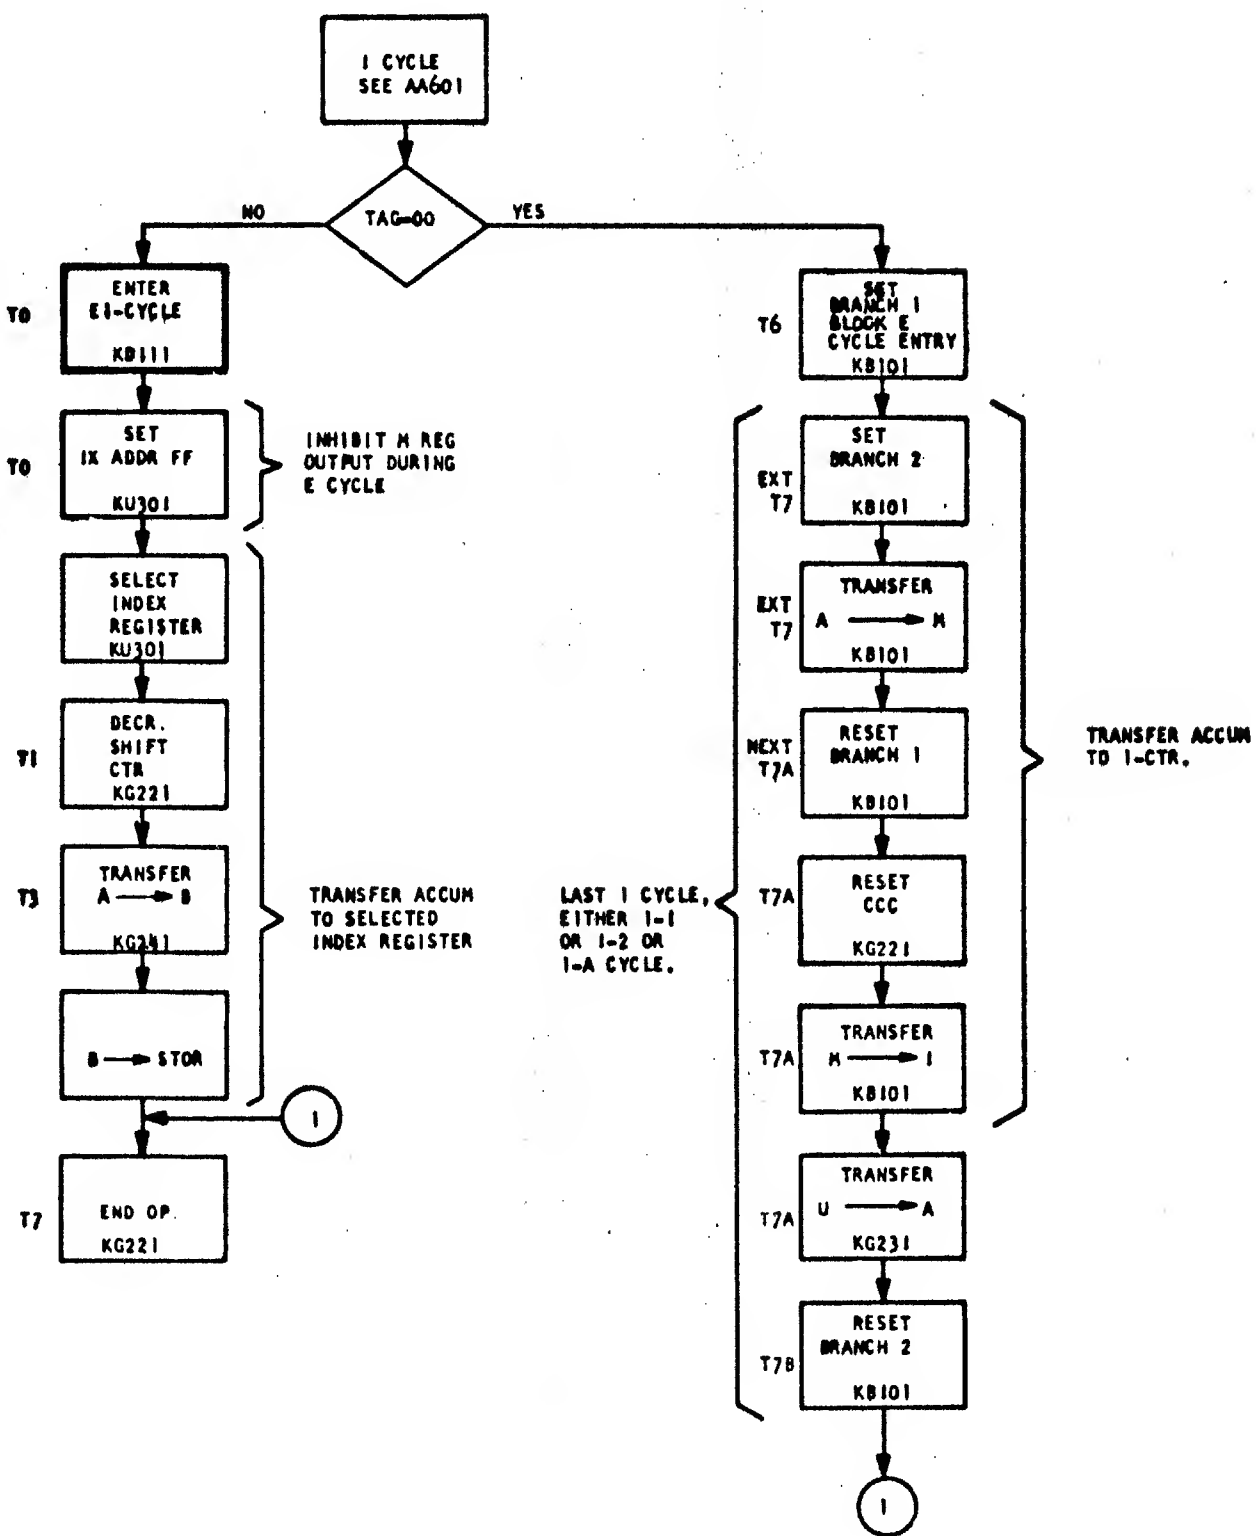 I CYCLE
SEE AA601
TAG=00
NO
YES
T0
ENTER
E1-CYCLE
KB111
T0
SET
IX ADDR FF
KU301
INHIBIT M REG
OUTPUT DURING
E CYCLE
SELECT
INDEX
REGISTER
KU301
T1
DECR.
SHIFT
CTR
KG221
T3
TRANSFER
A → B
KG241
B → STOR
TRANSFER ACCUM
TO SELECTED
INDEX REGISTER
1
T7
END OP.
KG221
T6
SET
BRANCH 1
BLOCK E
CYCLE ENTRY
KB101
EXT
T7
SET
BRANCH 2
KB101
EXT
T7
TRANSFER
A → M
KB101
NEXT
T7A
RESET
BRANCH 1
KB101
T7A
RESET
CCC
KG221
T7A
TRANSFER
M → I
KB101
TRANSFER ACCUM
TO I-CTR.
LAST I CYCLE,
EITHER I-1
OR I-2 OR
I-A CYCLE.
T7A
TRANSFER
U → A
KG231
T7B
RESET
BRANCH 2
KB101
1